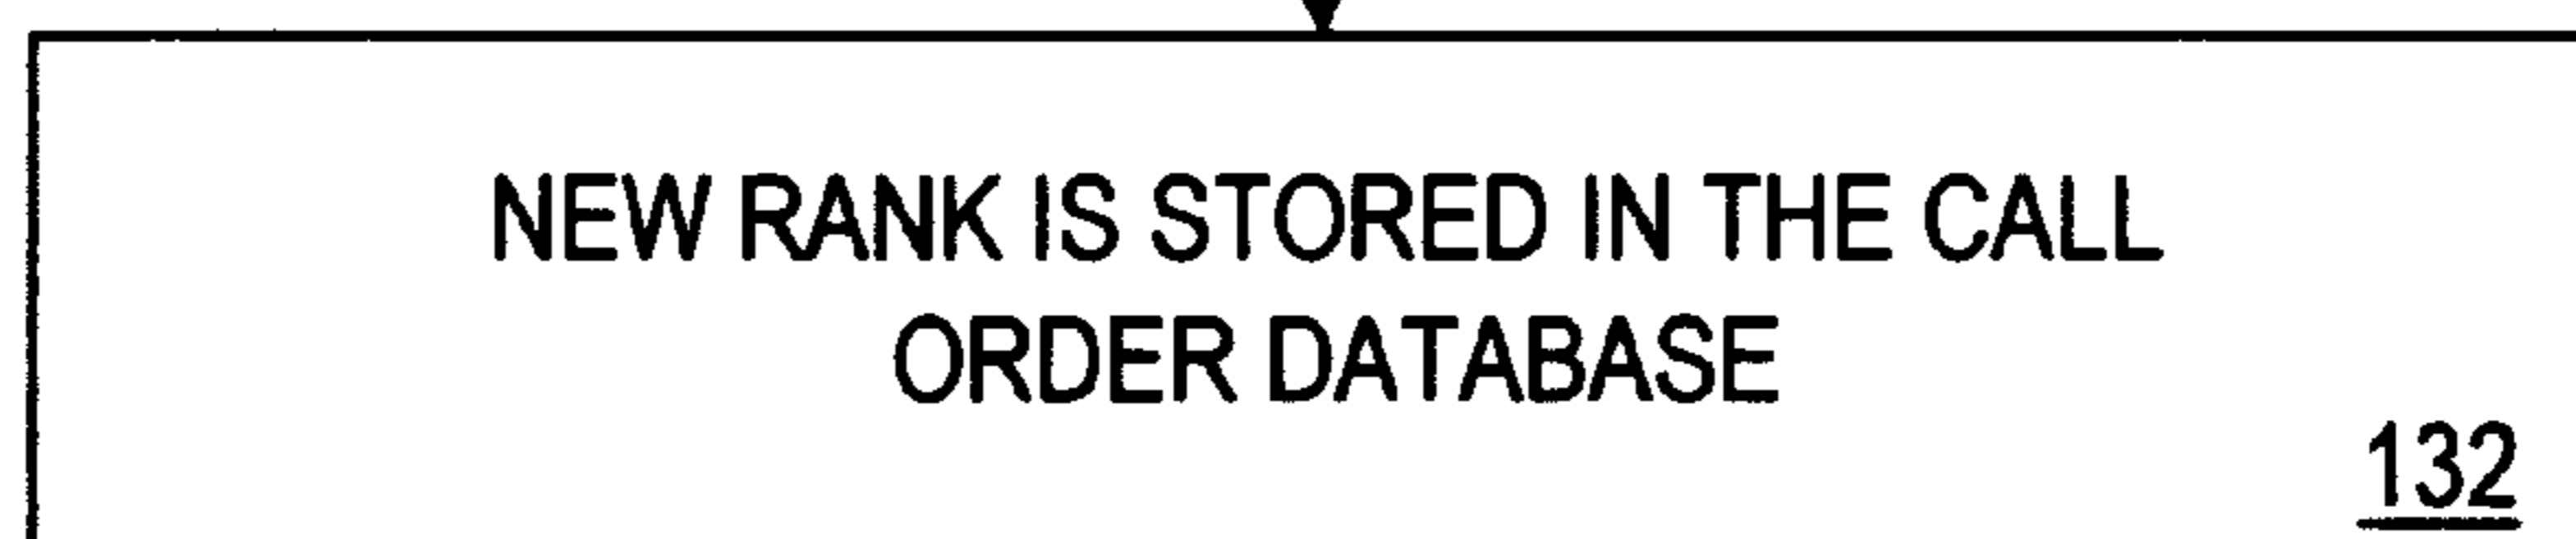 NEW RANK IS STORED IN THE CALL
ORDER DATABASE
132